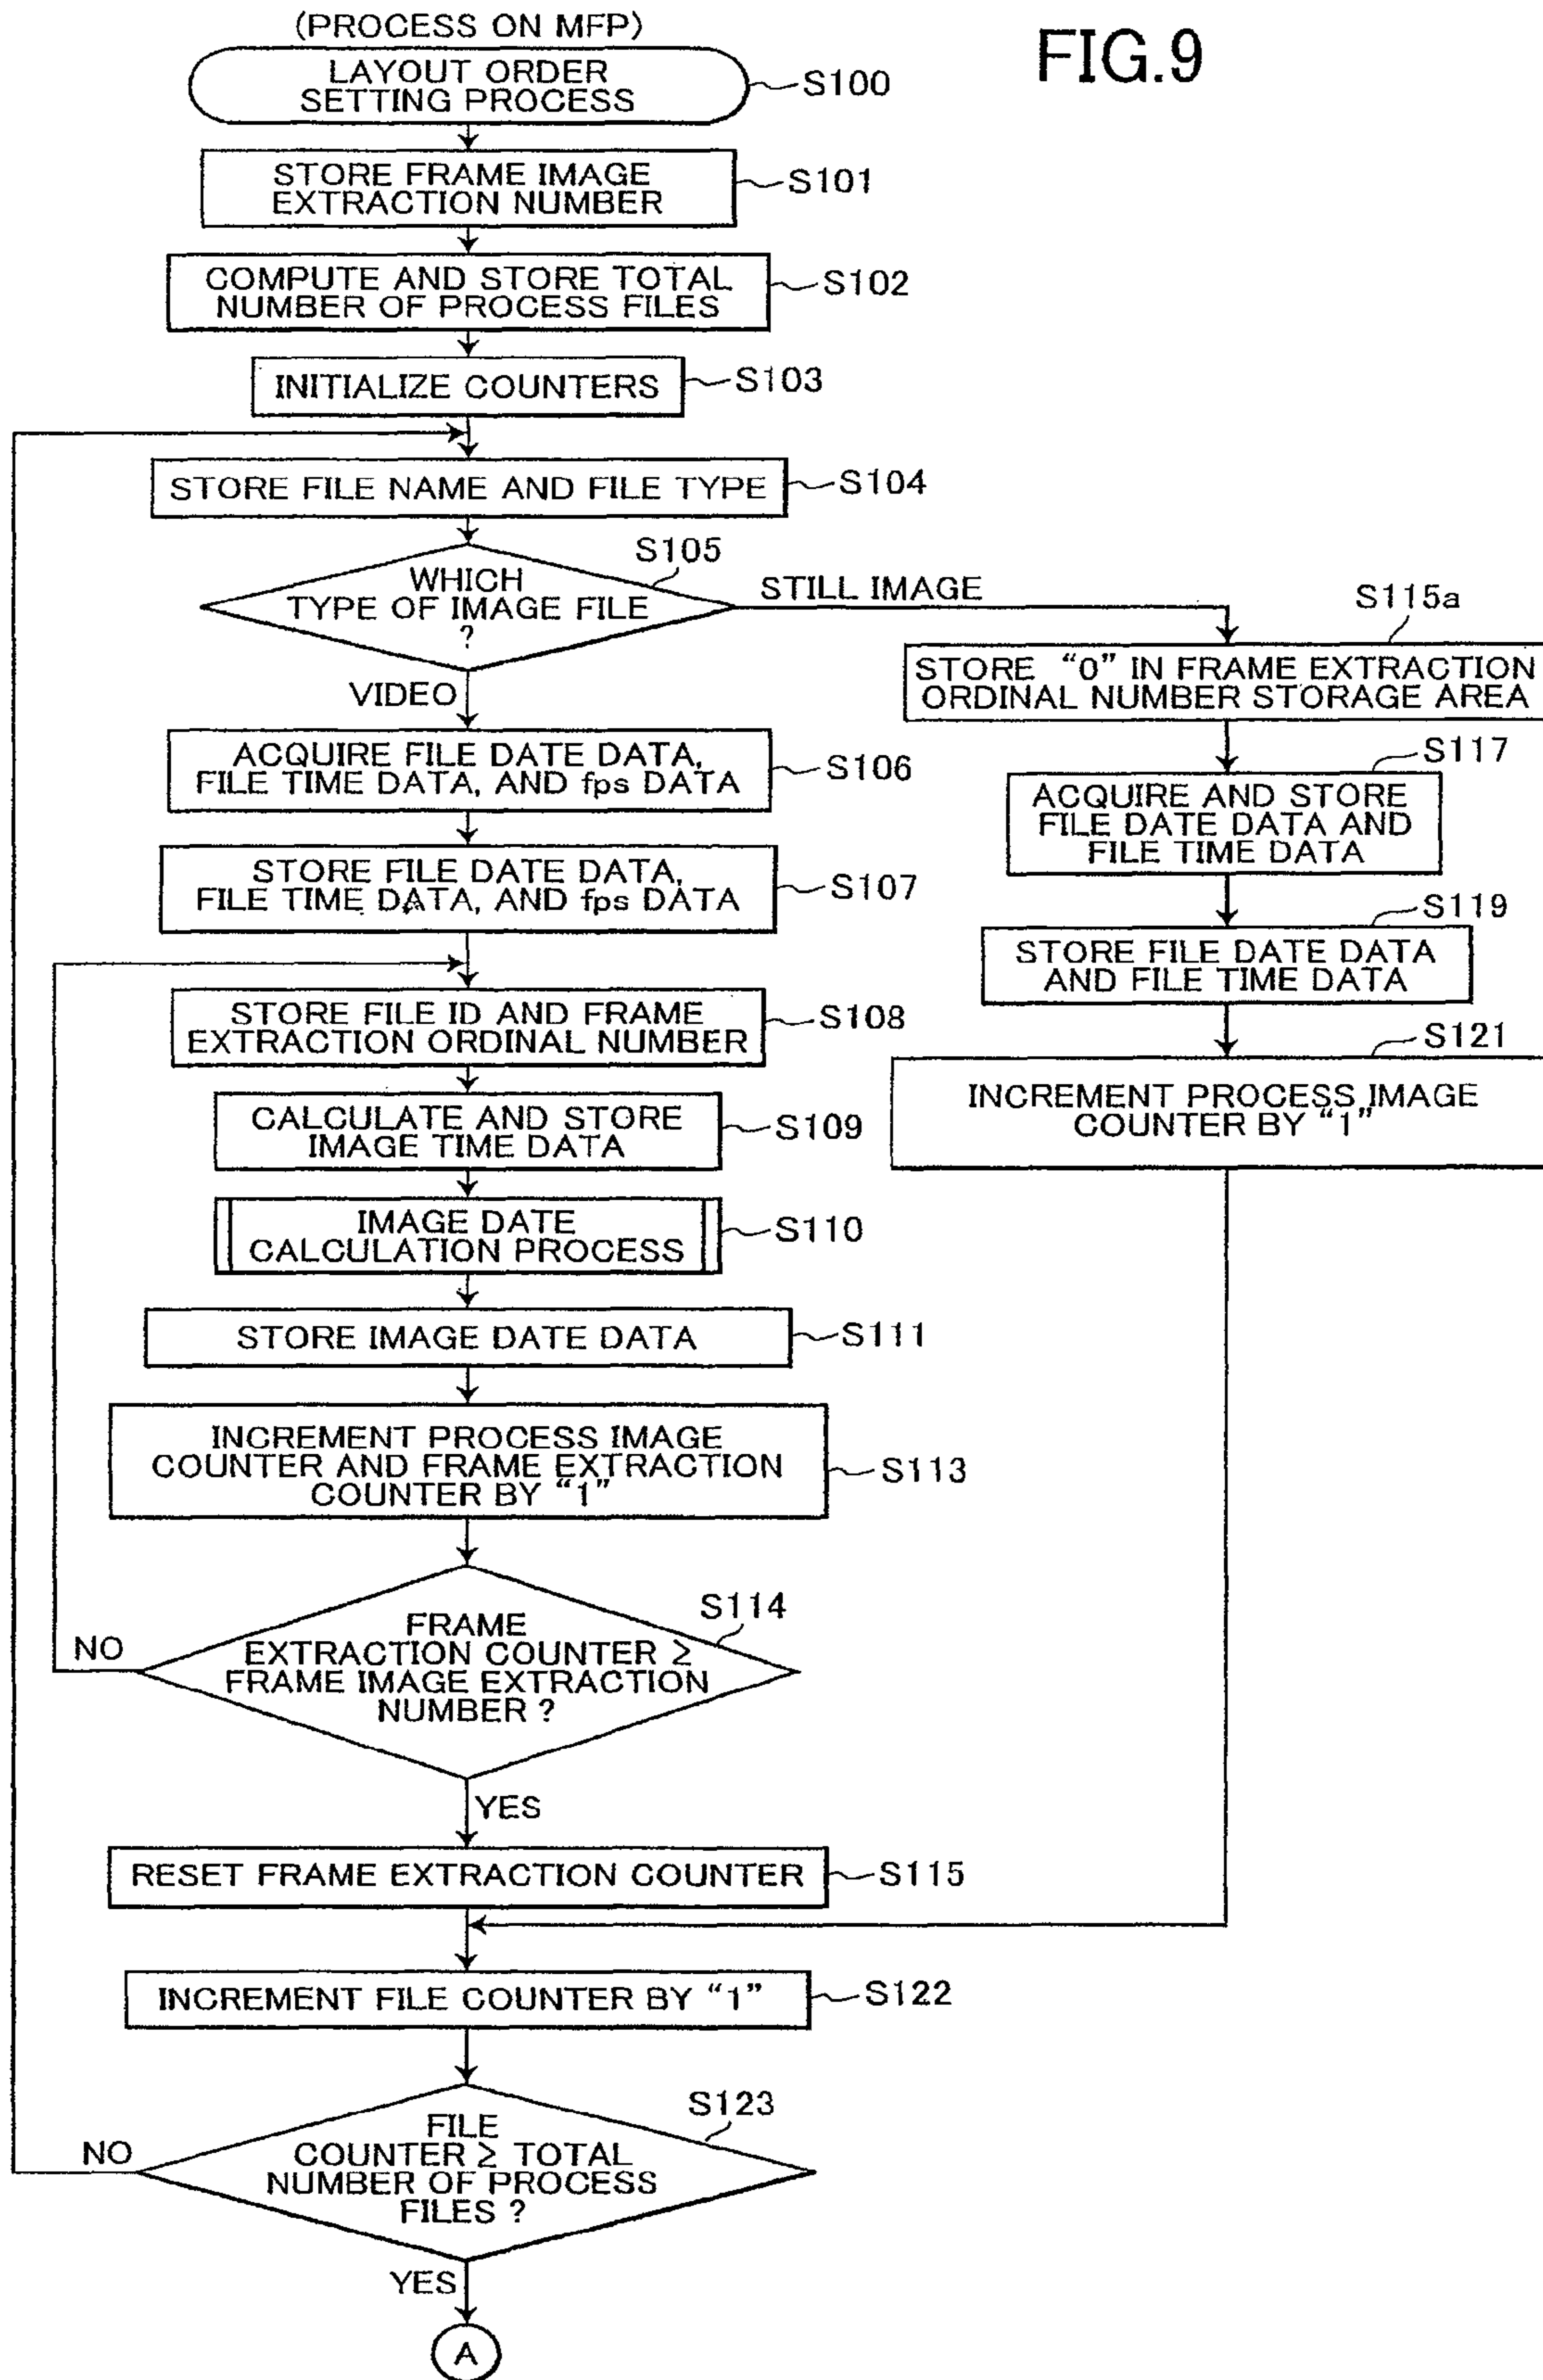 (PROCESS ON MFP)
FIG.9
LAYOUT ORDER
SETTING PROCESS
S100
STORE FRAME IMAGE
EXTRACTION NUMBER
S101
COMPUTE AND STORE TOTAL
NUMBER OF PROCESS FILES
S102
INITIALIZE COUNTERS
S103
STORE FILE NAME AND FILE TYPE
S104
S105
WHICH
TYPE OF IMAGE FILE
?
STILL IMAGE
VIDEO
S115a
STORE “0” IN FRAME EXTRACTION
ORDINAL NUMBER STORAGE AREA
ACQUIRE FILE DATE DATA,
FILE TIME DATA, AND fps DATA
S106
S117
ACQUIRE AND STORE
FILE DATE DATA AND
FILE TIME DATA
STORE FILE DATE DATA,
FILE TIME DATA, AND fps DATA
S107
S119
STORE FILE DATE DATA
AND FILE TIME DATA
STORE FILE ID AND FRAME
EXTRACTION ORDINAL NUMBER
S108
S121
INCREMENT PROCESS IMAGE
COUNTER BY “1”
CALCULATE AND STORE
IMAGE TIME DATA
S109
IMAGE DATE
CALCULATION PROCESS
S110
STORE IMAGE DATE DATA
S111
INCREMENT PROCESS IMAGE
COUNTER AND FRAME EXTRACTION
COUNTER BY “1”
S113
S114
FRAME
EXTRACTION COUNTER ≥
FRAME IMAGE EXTRACTION
NUMBER ?
NO
YES
RESET FRAME EXTRACTION COUNTER
S115
INCREMENT FILE COUNTER BY “1”
S122
S123
FILE
COUNTER ≥ TOTAL
NUMBER OF PROCESS
FILES ?
NO
YES
A